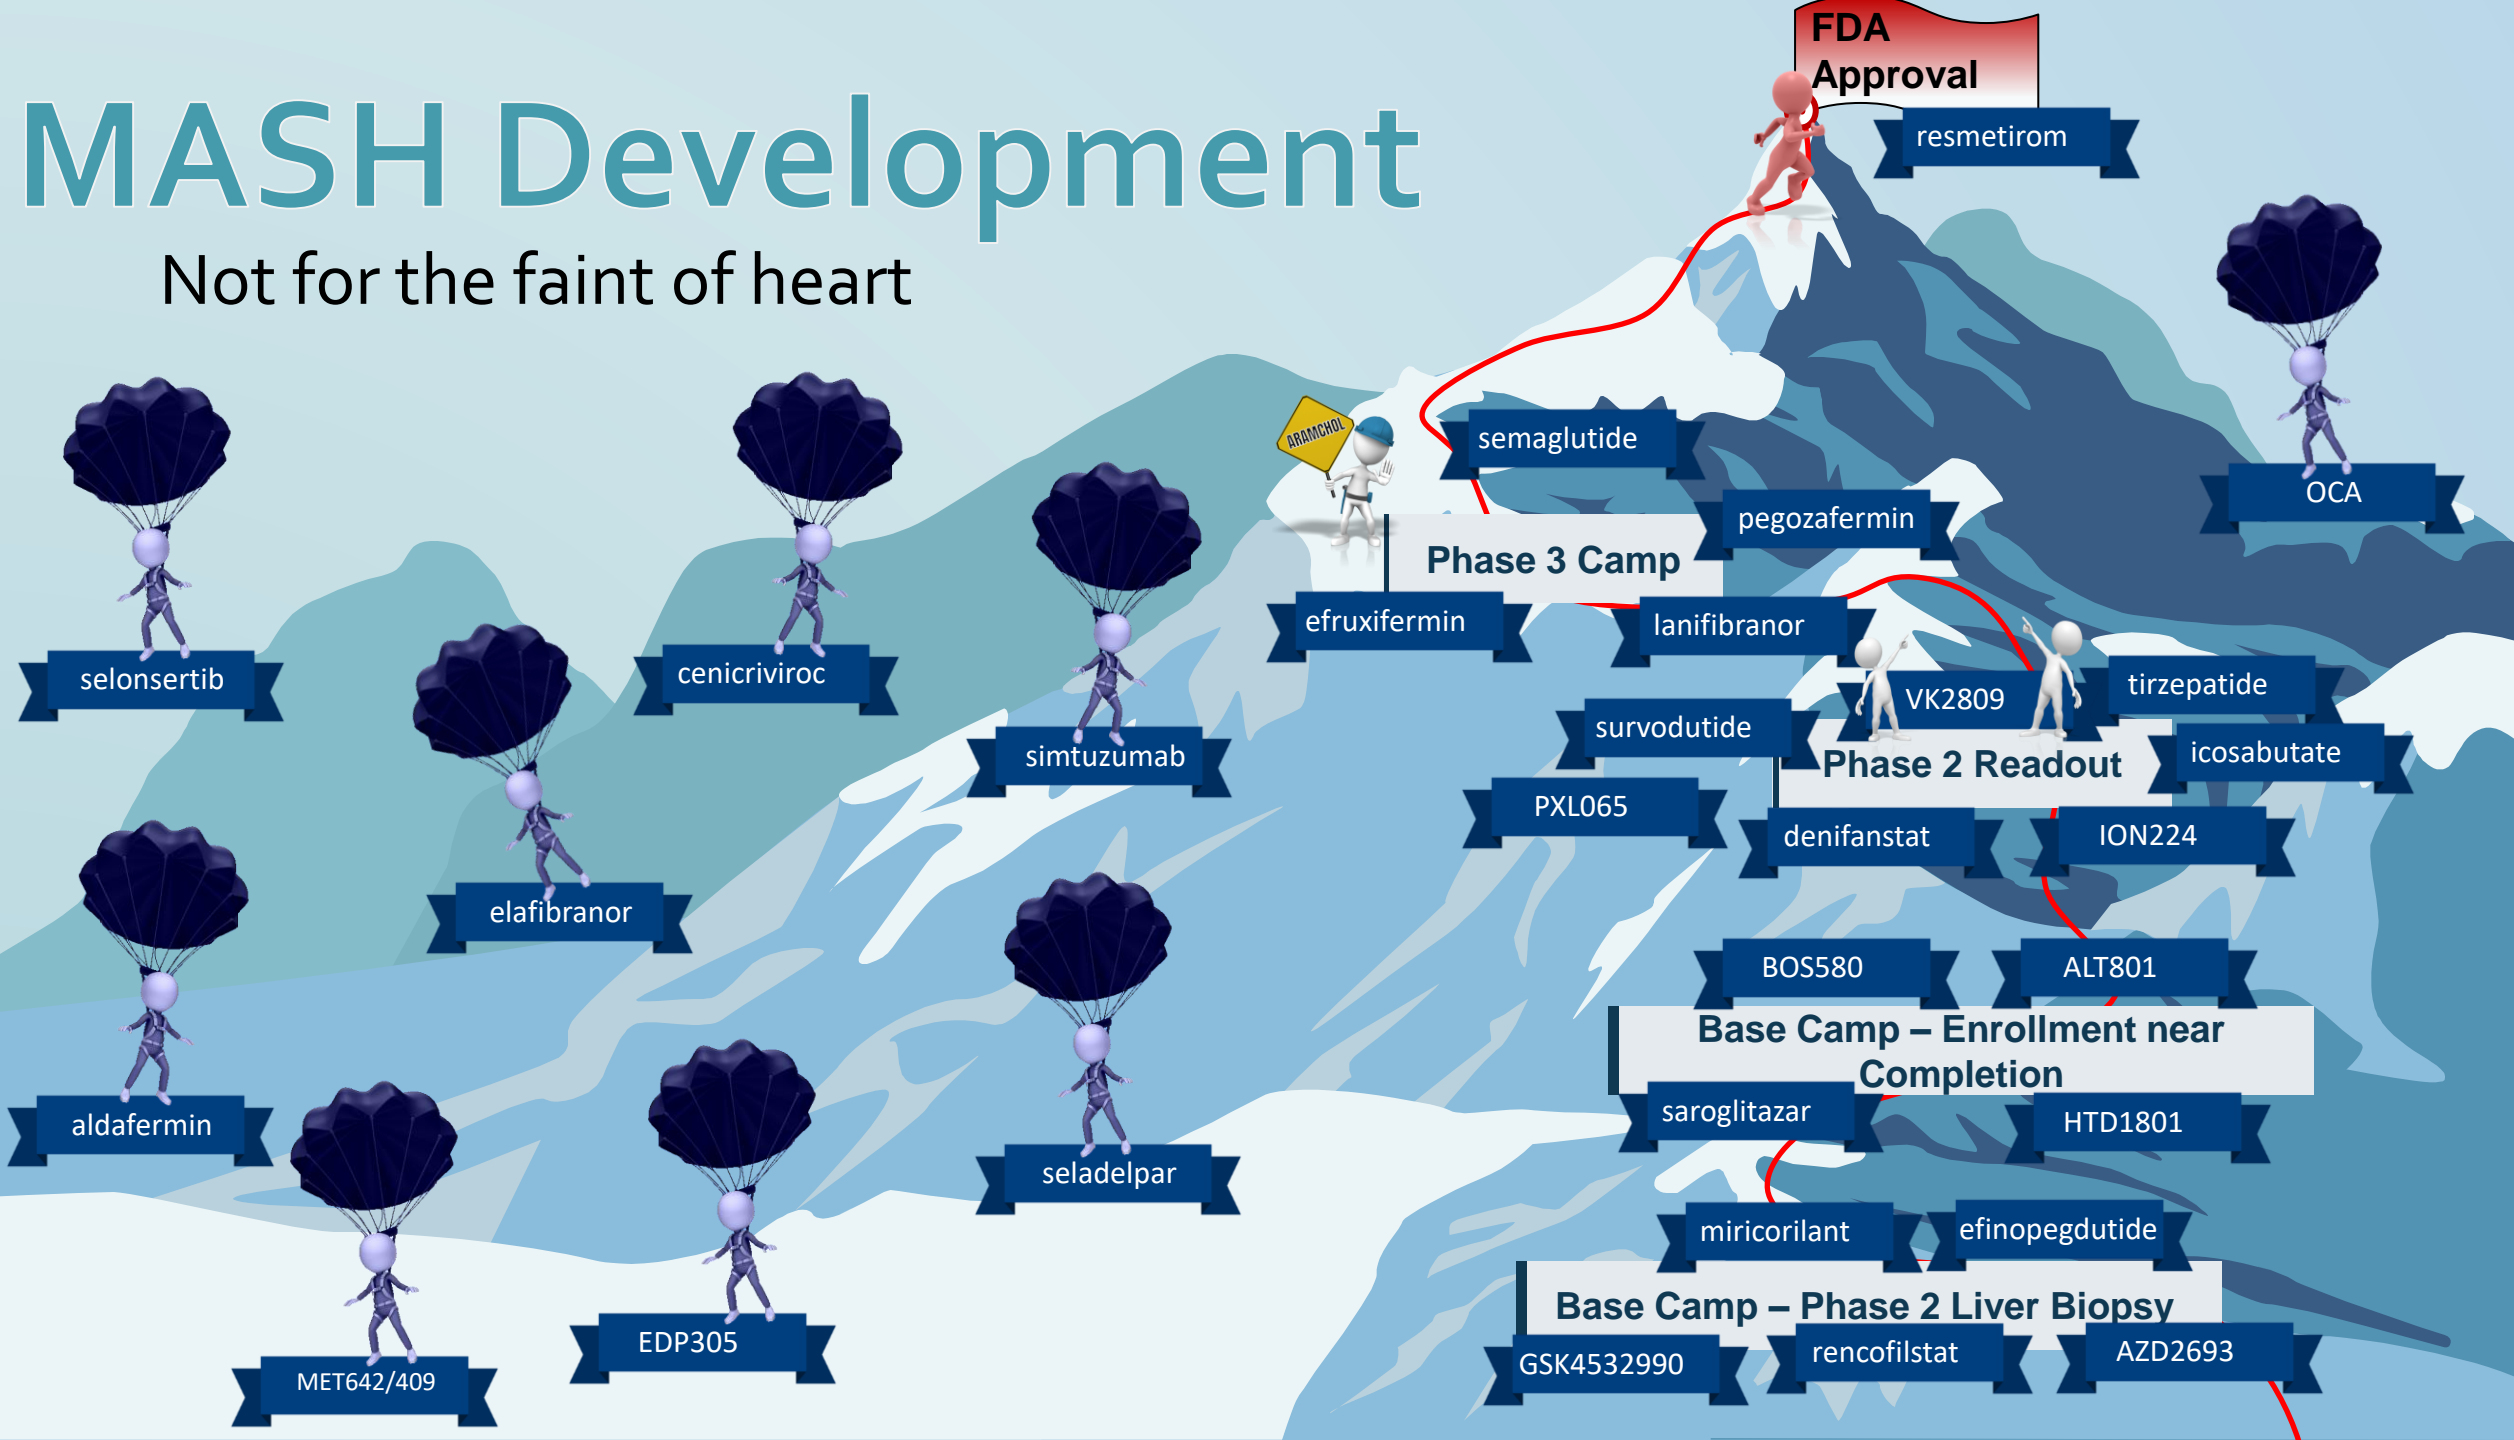 FDA
Approval
MASH Development
Not for the faint of heart
resmetirom
ARAMCHOL
semaglutide
OCA
pegozafermin
Phase 3 Camp
efruxifermin
lanifibranor
selonsertib
cenicriviroc
simtuzumab
VK2809
tirzepatide
survodutide
icosabutate
Phase 2 Readout
PXL065
denifanstat
ION224
elafibranor
BOS580
ALT801
Base Camp – Enrollment near
Completion
saroglitazar
HTD1801
aldafermin
seladelpar
miricorilant
efinopegdutide
Base Camp – Phase 2 Liver Biopsy
EDP305
MET642/409
GSK4532990
rencofilstat
AZD2693